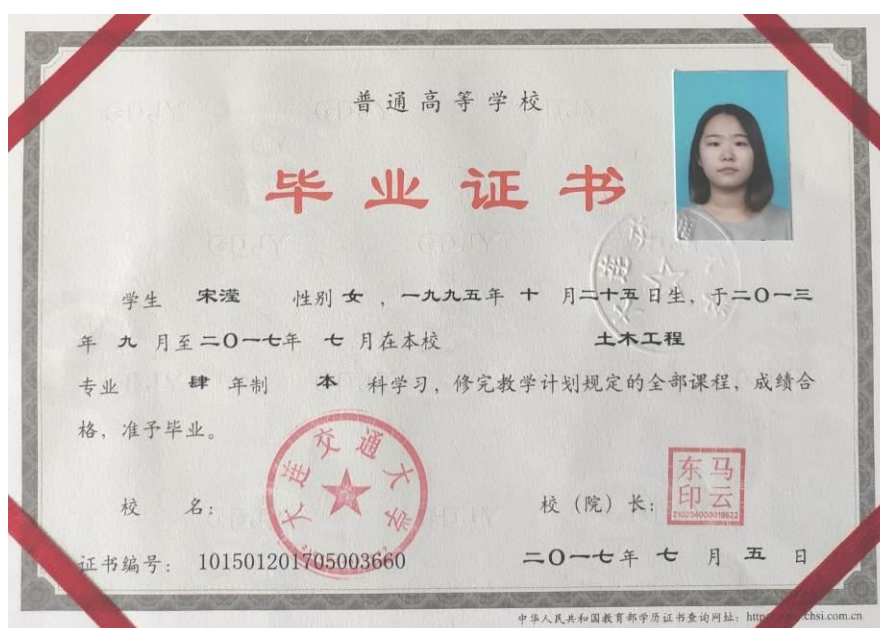 普通高等学校
毕业证书
学生 宋滢 性别 女 ，一九九五年 十 月二十五日生，于二〇一三
年 九 月至二〇一七年 七 月在本校 土木工程
专业 肆 年制 本 科学习，修完教学计划规定的全部课程，成绩合
格，准予毕业。
大连交通大学
校 名：
校（院）长：
东马
印云
2102040000019622
证书编号： 101501201705003660
二〇一七年 七 月 五 日
中华人民共和国教育部学历证书查询网址：http chsi.com.cn